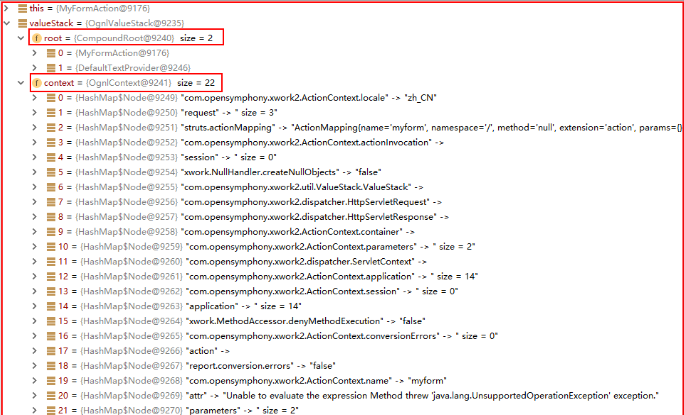 this = {MyFormAction@9176}
valueStack = {OgnlValueStack@9235}
root = {CompoundRoot@9240} size = 2
0 = {MyFormAction@9176}
1 = {DefaultTextProvider@9246}
context = {OgnlContext@9241} size = 22
0 = {HashMap$Node@9249} "com.opensymphony.xwork2.ActionContext.locale" -> "zh_CN"
1 = {HashMap$Node@9250} "request" -> " size = 3"
2 = {HashMap$Node@9251} "struts.actionMapping" -> "ActionMapping{name='myform', namespace='/', method='null', extension='action', params={}
3 = {HashMap$Node@9252} "com.opensymphony.xwork2.ActionContext.actionInvocation" ->
4 = {HashMap$Node@9253} "session" -> " size = 0"
5 = {HashMap$Node@9254} "xwork.NullHandler.createNullObjects" -> "false"
6 = {HashMap$Node@9255} "com.opensymphony.xwork2.util.ValueStack.ValueStack" ->
7 = {HashMap$Node@9256} "com.opensymphony.xwork2.dispatcher.HttpServletRequest" ->
8 = {HashMap$Node@9257} "com.opensymphony.xwork2.dispatcher.HttpServletResponse" ->
9 = {HashMap$Node@9258} "com.opensymphony.xwork2.ActionContext.container" ->
10 = {HashMap$Node@9259} "com.opensymphony.xwork2.ActionContext.parameters" -> " size = 2"
11 = {HashMap$Node@9260} "com.opensymphony.xwork2.dispatcher.ServletContext" ->
12 = {HashMap$Node@9261} "com.opensymphony.xwork2.ActionContext.application" -> " size = 14"
13 = {HashMap$Node@9262} "com.opensymphony.xwork2.ActionContext.session" -> " size = 0"
14 = {HashMap$Node@9263} "application" -> " size = 14"
15 = {HashMap$Node@9264} "xwork.MethodAccessor.denyMethodExecution" -> "false"
16 = {HashMap$Node@9265} "com.opensymphony.xwork2.ActionContext.conversionErrors" -> " size = 0"
17 = {HashMap$Node@9266} "action" ->
18 = {HashMap$Node@9267} "report.conversion.errors" -> "false"
19 = {HashMap$Node@9268} "com.opensymphony.xwork2.ActionContext.name" -> "myform"
20 = {HashMap$Node@9269} "attr" -> "Unable to evaluate the expression Method threw 'java.lang.UnsupportedOperationException' exception."
21 = {HashMap$Node@9270} "parameters" -> " size = 2"